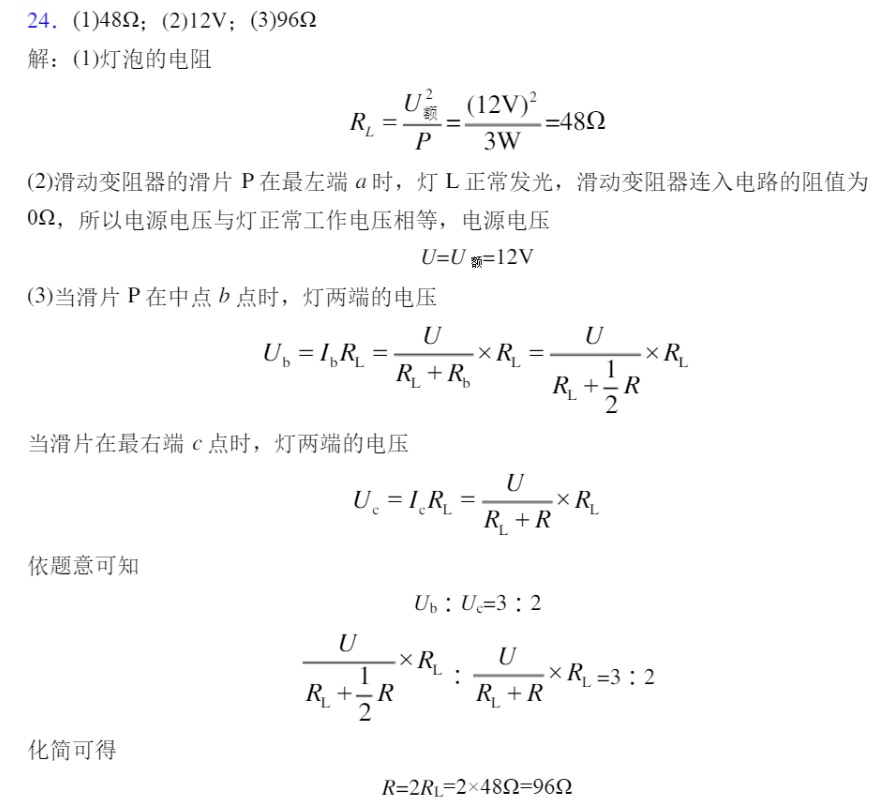 24．(1)48Ω；(2)12V；(3)96Ω
解：(1)灯泡的电阻
R_L = U额²/P = (12V)²/3W =48Ω
(2)滑动变阻器的滑片 P 在最左端 a 时，灯 L 正常发光，滑动变阻器连入电路的阻值为
0Ω，所以电源电压与灯正常工作电压相等，电源电压
U=U额=12V
(3)当滑片 P 在中点 b 点时，灯两端的电压
U_b = I_b R_L = U/(R_L + R_b) × R_L = U/(R_L + 1/2 R) × R_L
当滑片在最右端 c 点时，灯两端的电压
U_c = I_c R_L = U/(R_L + R) × R_L
依题意可知
U_b：U_c=3：2
U/(R_L + 1/2 R) × R_L：U/(R_L + R) × R_L =3：2
化简可得
R=2R_L=2×48Ω=96Ω